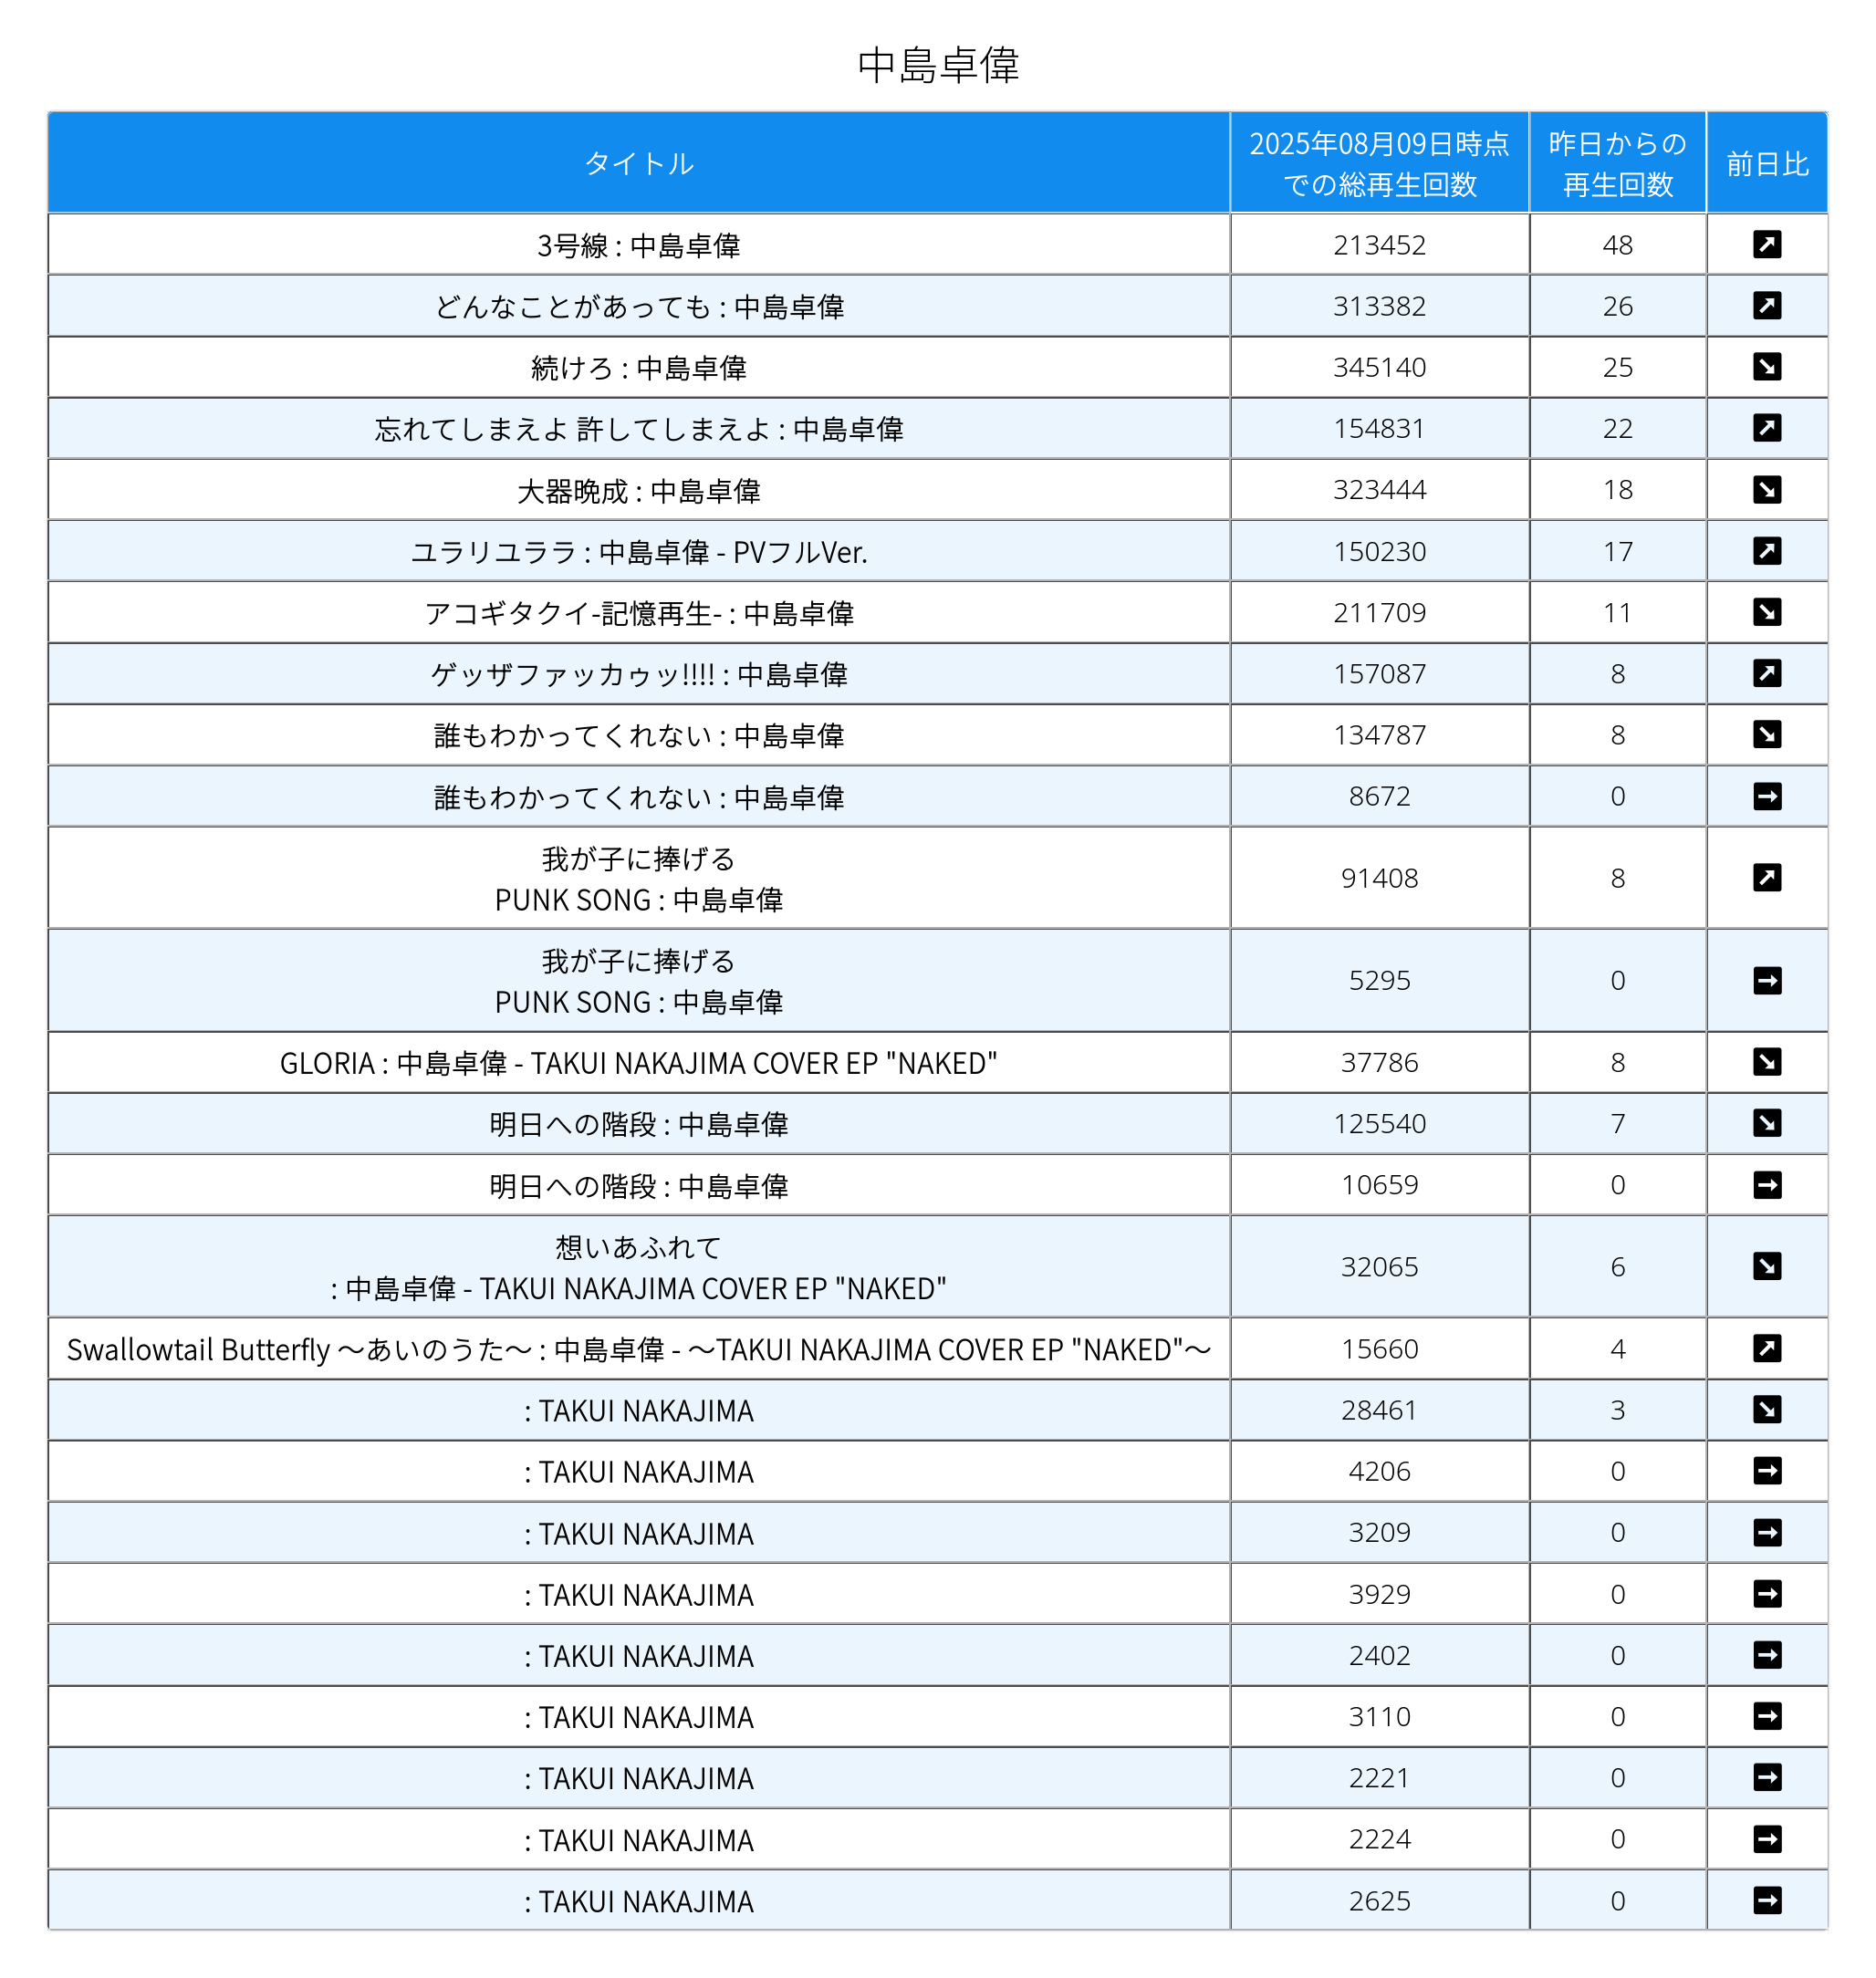 中島卓偉
タイトル
2025年08月09日時点
での総再生回数
昨日からの
再生回数
前日比
3号線 : 中島卓偉 213452 48 ↗
どんなことがあっても : 中島卓偉 313382 26 ↗
続けろ : 中島卓偉 345140 25 ↘
忘れてしまえよ 許してしまえよ : 中島卓偉 154831 22 ↗
大器晩成 : 中島卓偉 323444 18 ↘
ユラリユララ : 中島卓偉 - PVフルVer. 150230 17 ↗
アコギタクイ-記憶再生- : 中島卓偉 211709 11 ↘
ゲッザファッカゥッ!!!! : 中島卓偉 157087 8 ↗
誰もわかってくれない : 中島卓偉 134787 8 ↘
誰もわかってくれない : 中島卓偉 8672 0 →
我が子に捧げる
PUNK SONG : 中島卓偉 91408 8 ↗
我が子に捧げる
PUNK SONG : 中島卓偉 5295 0 →
GLORIA : 中島卓偉 - TAKUI NAKAJIMA COVER EP "NAKED" 37786 8 ↘
明日への階段 : 中島卓偉 125540 7 ↘
明日への階段 : 中島卓偉 10659 0 →
想いあふれて
: 中島卓偉 - TAKUI NAKAJIMA COVER EP "NAKED" 32065 6 ↘
Swallowtail Butterfly 〜あいのうた〜 : 中島卓偉 - 〜TAKUI NAKAJIMA COVER EP "NAKED"〜 15660 4 ↗
: TAKUI NAKAJIMA 28461 3 ↘
: TAKUI NAKAJIMA 4206 0 →
: TAKUI NAKAJIMA 3209 0 →
: TAKUI NAKAJIMA 3929 0 →
: TAKUI NAKAJIMA 2402 0 →
: TAKUI NAKAJIMA 3110 0 →
: TAKUI NAKAJIMA 2221 0 →
: TAKUI NAKAJIMA 2224 0 →
: TAKUI NAKAJIMA 2625 0 →